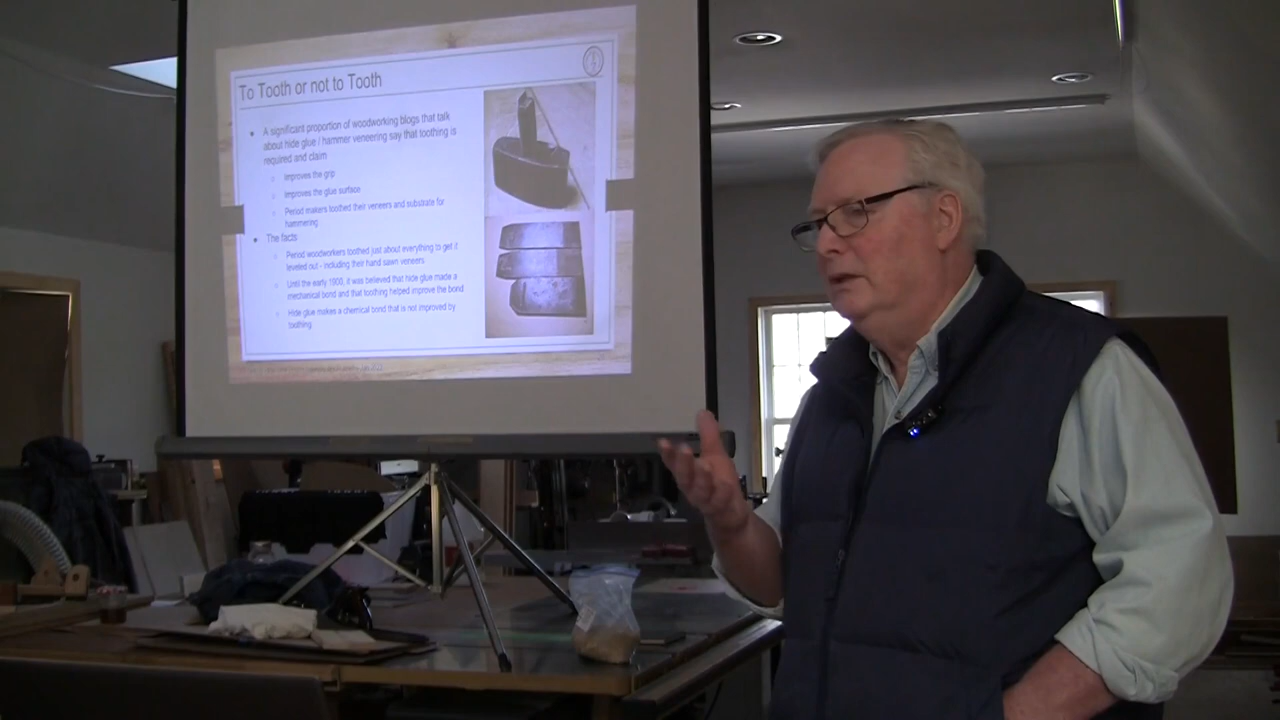 To Tooth or not to Tooth
A significant proportion of woodworking blogs that talk
about hide glue / hammer veneering say that toothing is
required and claim
Improves the grip
Improves the glue surface
Period makers toothed their veneers and substrate for
hammering
The facts
Period woodworkers toothed just about everything to get it
leveled out - including their hand sawn veneers
Until the early 1900, it was believed that hide glue made a
mechanical bond and that toothing helped improve the bond
Hide glue makes a chemical bond that is not improved by
toothing